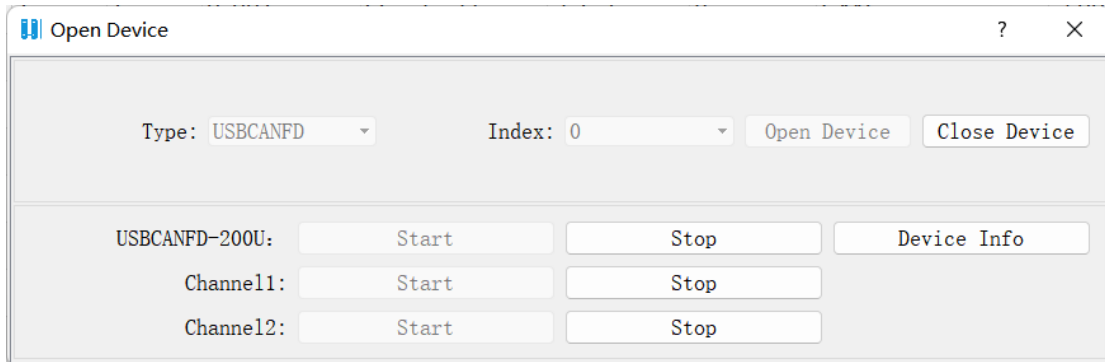 Open Device ?
Type: USBCANFD Index: 0 Open Device Close Device
USBCANFD-200U: Start Stop Device Info
Channel1: Start Stop
Channel2: Start Stop